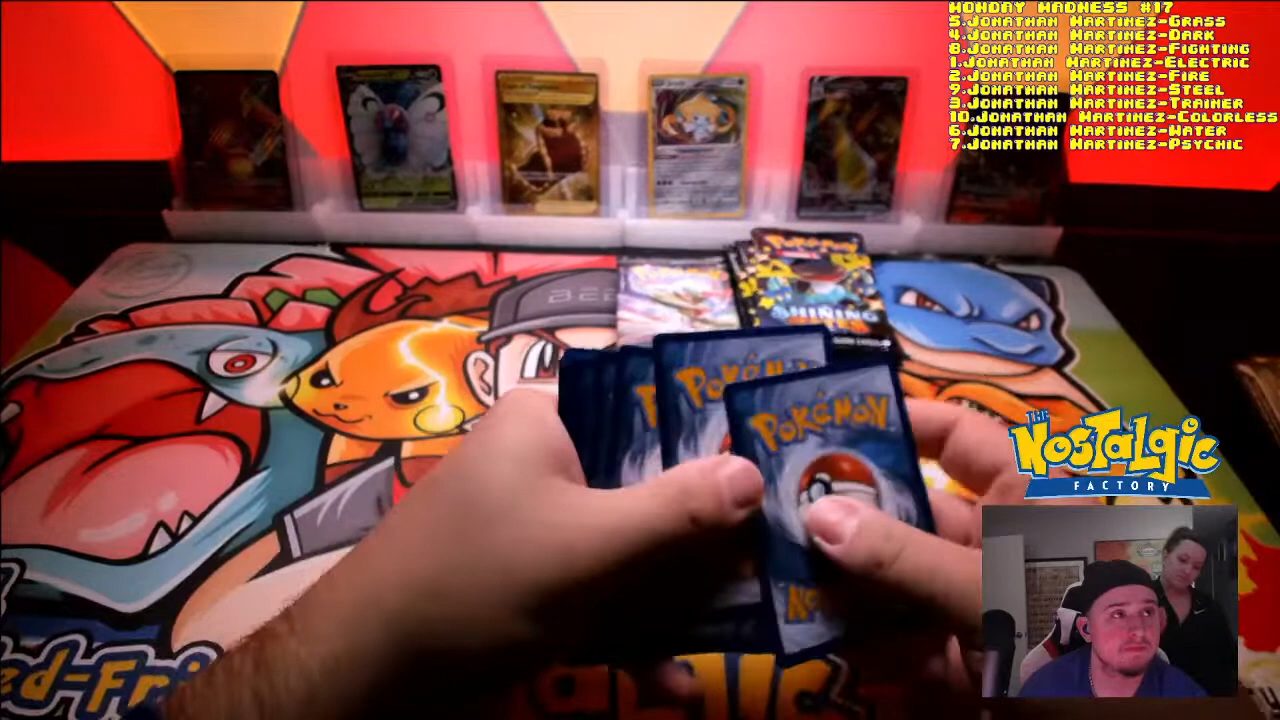 MONDAY MADNESS #17
5.JONATHAN MARTINEZ-GRASS
4.JONATHAN MARTINEZ-DARK
8.JONATHAN MARTINEZ-FIGHTING
1.JONATHAN MARTINEZ-ELECTRIC
2.JONATHAN MARTINEZ-FIRE
9.JONATHAN MARTINEZ-STEEL
3.JONATHAN MARTINEZ-TRAINER
10.JONATHAN MARTINEZ-COLORLESS
6.JONATHAN MARTINEZ-WATER
7.JONATHAN MARTINEZ-PSYCHIC
POKéMON
SHINING
POKéMON
THE
NOSTALGIC
FACTORY